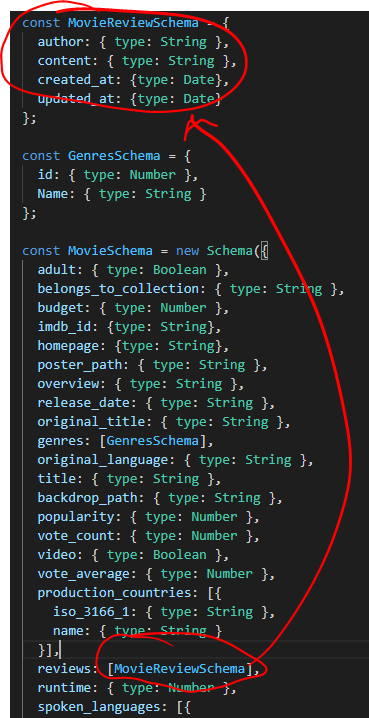 const MovieReviewSchema = {
author: { type: String },
content: { type: String },
created_at: {type: Date},
updated_at: {type: Date}
};
const GenresSchema = {
id: { type: Number },
Name: { type: String }
};
const MovieSchema = new Schema({
adult: { type: Boolean },
belongs_to_collection: { type: String },
budget: { type: Number },
imdb_id: {type: String},
homepage: {type: String},
poster_path: { type: String },
overview: { type: String },
release_date: { type: String },
original_title: { type: String },
genres: [GenresSchema],
original_language: { type: String },
title: { type: String },
backdrop_path: { type: String },
popularity: { type: Number },
vote_count: { type: Number },
video: { type: Boolean },
vote_average: { type: Number },
production_countries: [{
iso_3166_1: { type: String },
name: { type: String }
}],
reviews: [MovieReviewSchema],
runtime: { type: Number },
spoken_languages: [{